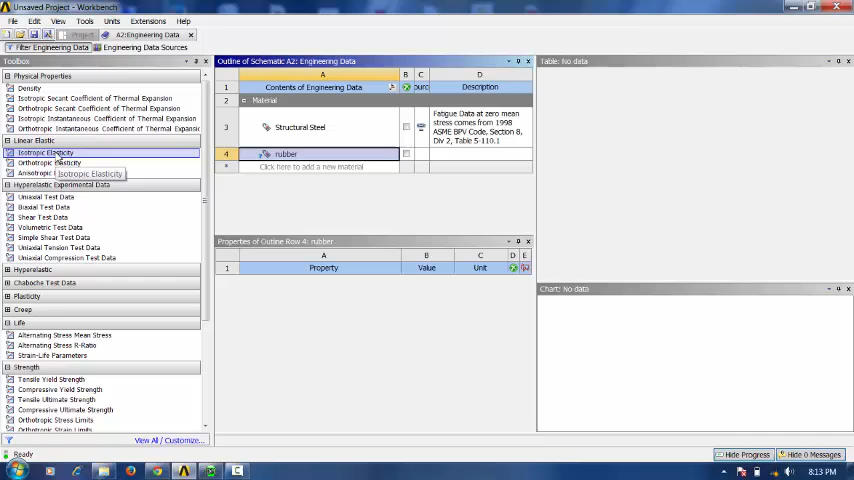 Unsaved Project - Workbench
File Edit View Tools Units Extensions Help
Project A2:Engineering Data
Filter Engineering Data Engineering Data Sources
Toolbox
Physical Properties
Density
Isotropic Secant Coefficient of Thermal Expansion
Orthotropic Secant Coefficient of Thermal Expansion
Isotropic Instantaneous Coefficient of Thermal Expansion
Orthotropic Instantaneous Coefficient of Thermal Expans
Linear Elastic
Isotropic Elasticity
Orthotropic Elasticity
Anisotropic
Isotropic Elasticity
Hyperelastic Experimental Data
Uniaxial Test Data
Biaxial Test Data
Shear Test Data
Volumetric Test Data
Simple Shear Test Data
Uniaxial Tension Test Data
Uniaxial Compression Test Data
Hyperelastic
Chaboche Test Data
Plasticity
Creep
Life
Alternating Stress Mean Stress
Alternating Stress R-Ratio
Strain-Life Parameters
Strength
Tensile Yield Strength
Compressive Yield Strength
Tensile Ultimate Strength
Compressive Ultimate Strength
Orthotropic Stress Limits
Orthotropic Strain Limits
View All / Customize...
Outline of Schematic A2: Engineering Data
A B C D
1 Contents of Engineering Data ourc Description
2 Material
3 Structural Steel
Fatigue Data at zero mean
stress comes from 1998
ASME BPV Code, Section 8,
Div 2, Table 5-110.1
4 ? rubber
* Click here to add a new material
Properties of Outline Row 4: rubber
A B C D E
1 Property Value Unit
Table: No data
Chart: No data
Ready
Hide Progress Hide 0 Messages
8:13 PM